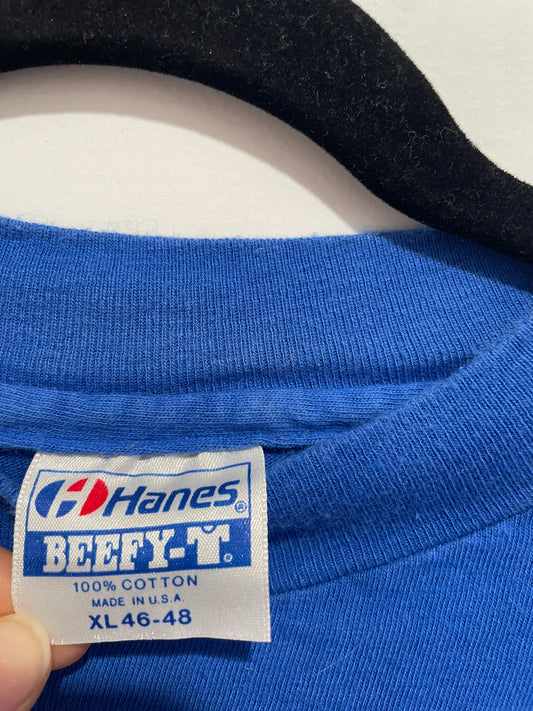 Hanes®
BEEFY-T®
100% COTTON
MADE IN U.S.A.
XL 46-48